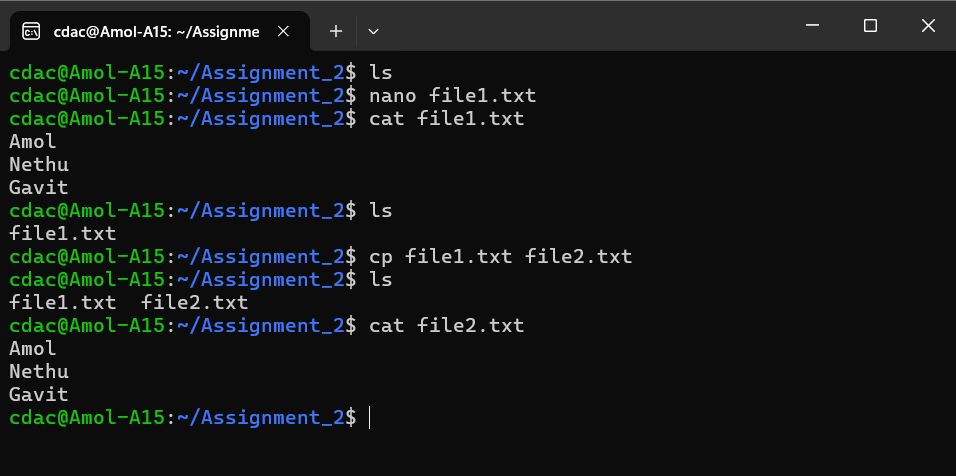 cdac@Amol-A15: ~/Assignme
cdac@Amol-A15:~/Assignment_2$ ls
cdac@Amol-A15:~/Assignment_2$ nano file1.txt
cdac@Amol-A15:~/Assignment_2$ cat file1.txt
Amol
Nethu
Gavit
cdac@Amol-A15:~/Assignment_2$ ls
file1.txt
cdac@Amol-A15:~/Assignment_2$ cp file1.txt file2.txt
cdac@Amol-A15:~/Assignment_2$ ls
file1.txt  file2.txt
cdac@Amol-A15:~/Assignment_2$ cat file2.txt
Amol
Nethu
Gavit
cdac@Amol-A15:~/Assignment_2$